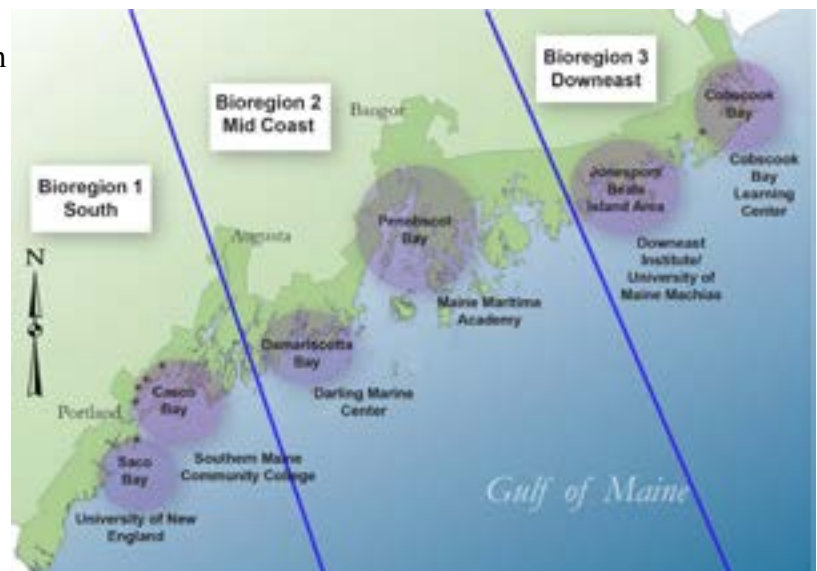 n
Bioregion 3
Downeast
Bioregion 2
Mid Coast
Bangor
Cobscook
Bay
Cobscook
Bay
Learning
Center
Bioregion 1
South
Jonesport/
Beals
Island Area
Penobscot
Bay
Augusta
Downeast
Institute/
University of
Maine Machias
N
Maine Maritime
Academy
Damariscotta
Bay
Darling Marine
Center
Casco
Bay
Portland
Southern Maine
Community College
Saco
Bay
Gulf of Maine
University of New
England